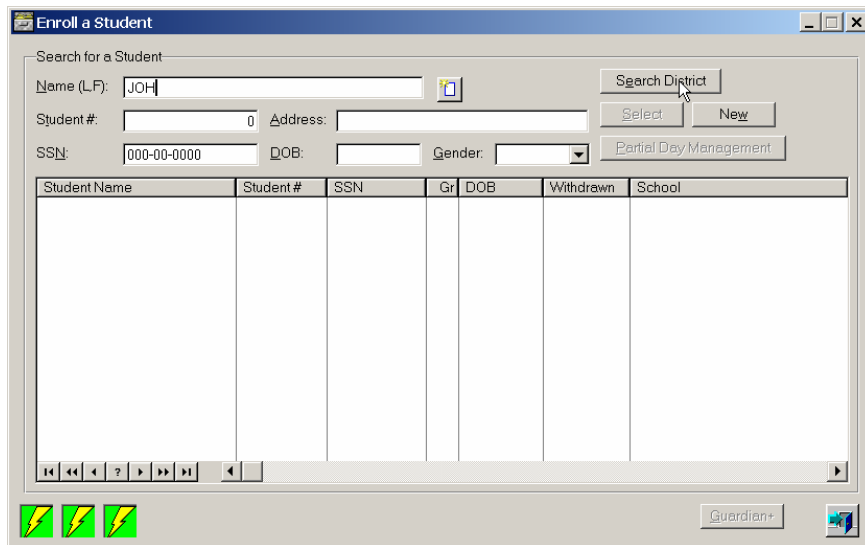 Enroll a Student
Search for a Student
Name (L,F): JOH Search District
Student #: 0 Address: Select New
SSN: 000-00-0000 DOB: Gender: Partial Day Management
Student Name Student # SSN Gr DOB Withdrawn School
?
Guardian+